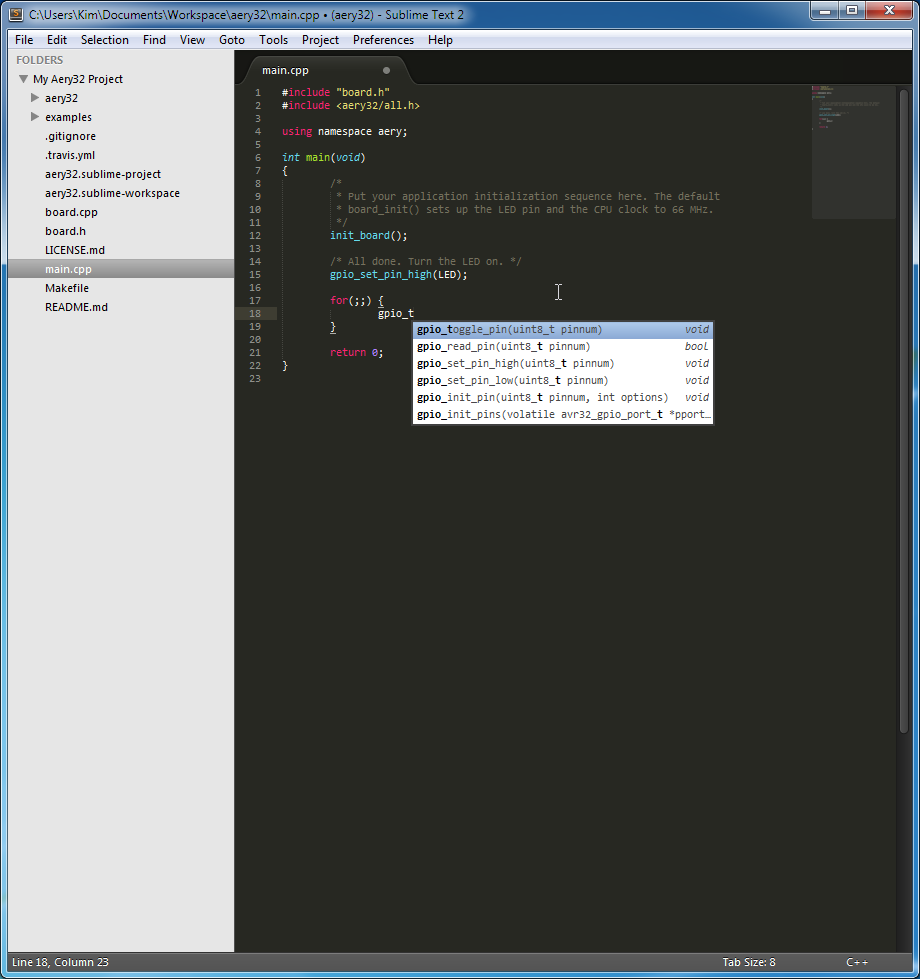 C:\Users\Kim\Documents\Workspace\aery32\main.cpp • (aery32) - Sublime Text 2
File Edit Selection Find View Goto Tools Project Preferences Help
FOLDERS
My Aery32 Project
aery32
examples
.gitignore
.travis.yml
aery32.sublime-project
aery32.sublime-workspace
board.cpp
board.h
LICENSE.md
main.cpp
Makefile
README.md
main.cpp
1 #include "board.h"
2 #include <aery32/all.h>
3
4 using namespace aery;
5
6 int main(void)
7 {
8 /*
9 * Put your application initialization sequence here. The default
10 * board_init() sets up the LED pin and the CPU clock to 66 MHz.
11 */
12 init_board();
13
14 /* All done. Turn the LED on. */
15 gpio_set_pin_high(LED);
16
17 for(;;) {
18 gpio_t
19 }
20
21 return 0;
22 }
23
gpio_toggle_pin(uint8_t pinnum) void
gpio_read_pin(uint8_t pinnum) bool
gpio_set_pin_high(uint8_t pinnum) void
gpio_set_pin_low(uint8_t pinnum) void
gpio_init_pin(uint8_t pinnum, int options) void
gpio_init_pins(volatile avr32_gpio_port_t *pport…
Line 18, Column 23 Tab Size: 8 C++